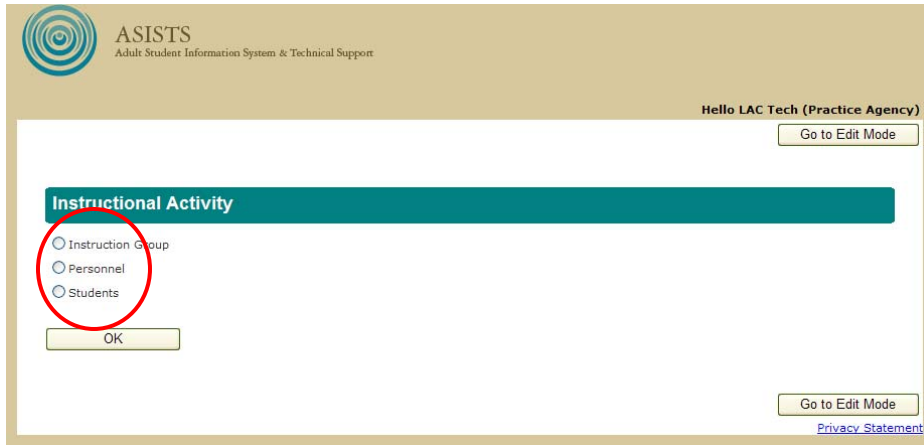 ASISTS
Adult Student Information System & Technical Support
Hello LAC Tech (Practice Agency)
Go to Edit Mode
Instructional Activity
Instruction Group
Personnel
Students
OK
Go to Edit Mode
Privacy Statement